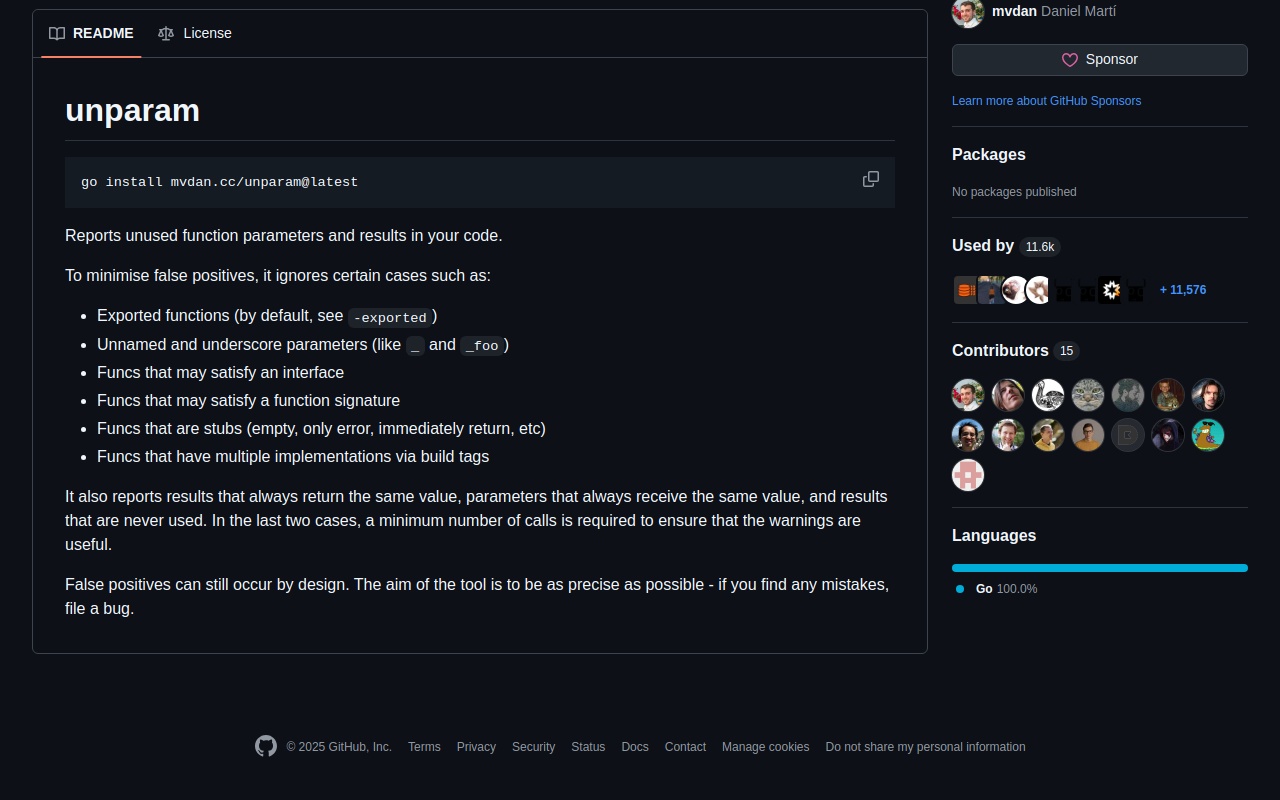 README
License
unparam
go install mvdan.cc/unparam@latest
Reports unused function parameters and results in your code.
To minimise false positives, it ignores certain cases such as:
Exported functions (by default, see -exported)
Unnamed and underscore parameters (like _ and _foo)
Funcs that may satisfy an interface
Funcs that may satisfy a function signature
Funcs that are stubs (empty, only error, immediately return, etc)
Funcs that have multiple implementations via build tags
It also reports results that always return the same value, parameters that always receive the same value, and results
that are never used. In the last two cases, a minimum number of calls is required to ensure that the warnings are
useful.
False positives can still occur by design. The aim of the tool is to be as precise as possible - if you find any mistakes,
file a bug.
mvdan Daniel Martí
Sponsor
Learn more about GitHub Sponsors
Packages
No packages published
Used by 11.6k
+ 11,576
Contributors 15
Languages
Go 100.0%
© 2025 GitHub, Inc. Terms Privacy Security Status Docs Contact Manage cookies Do not share my personal information